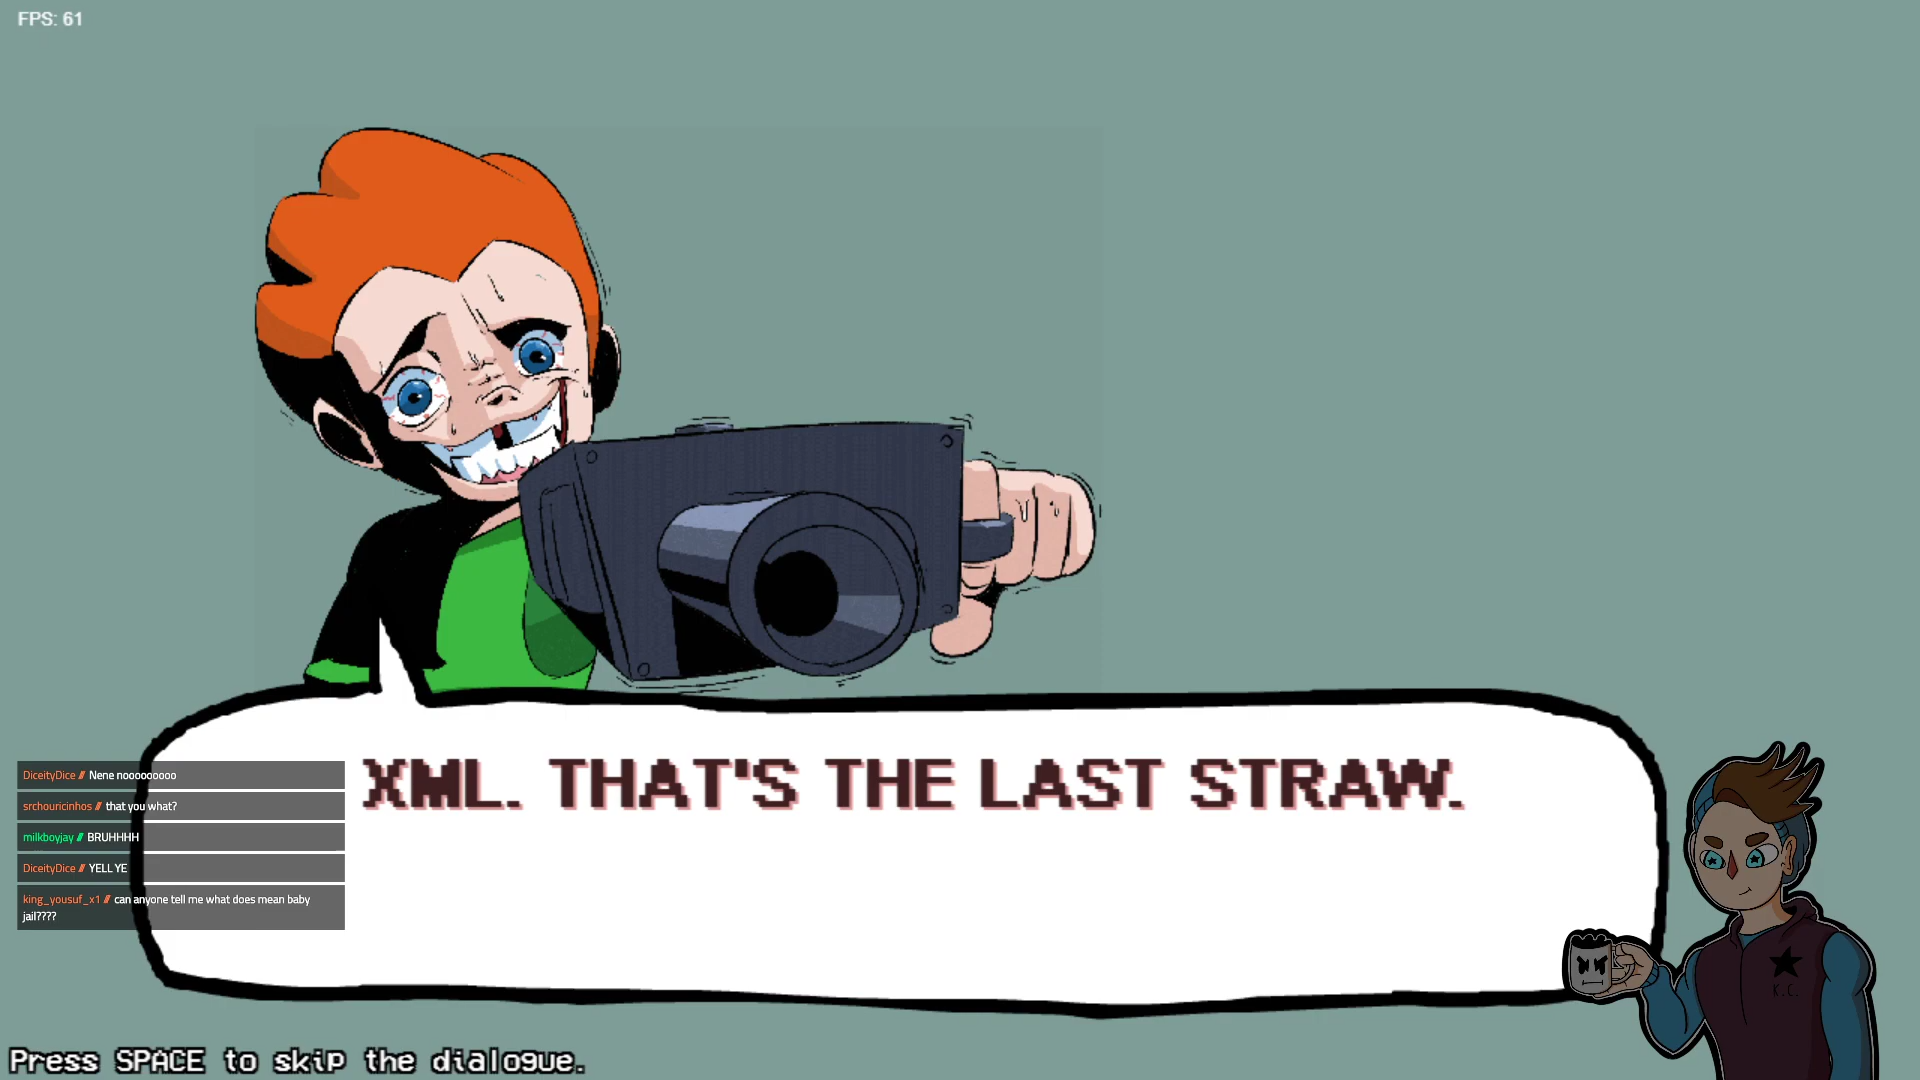 FPS: 61
XML. THAT'S THE LAST STRAW.
DiceityDice // Nene nooooooooo
srchouricinhos // that you what?
milkboyjay // BRUHHHH
DiceityDice // YELL YE
king_yousuf_x1 // can anyone tell me what does mean baby
jail????
K.C.
Press SPACE to skip the dialogue.